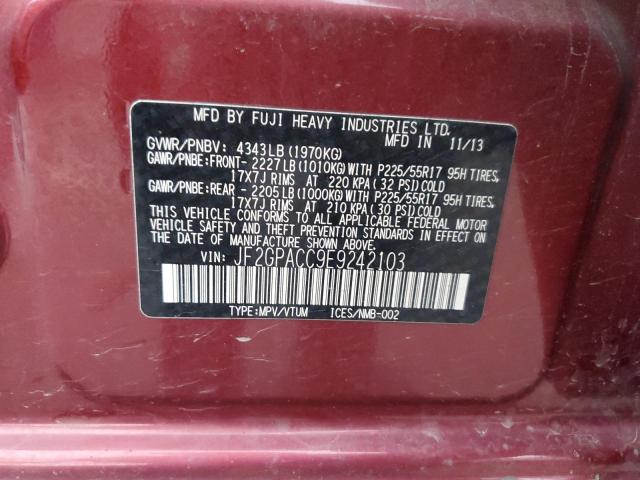 MFD BY FUJI HEAVY INDUSTRIES LTD.
MFD IN 11/13
GVWR/PNBV: 4343LB (1970KG)
GAWR/PNBE:FRONT- 2227LB(1010KG)WITH P225/55R17 95H TIRES,
17x7J RIMS AT 220 KPA( 32 PSI)COLD
GAWR/PNBE:REAR - 2205LB(1000KG)WITH P225/55R17 95H TIRES,
17x7J RIMS AT 210 KPA( 30 PSI)COLD
THIS VEHICLE CONFORMS TO ALL APPLICABLE FEDERAL MOTOR
VEHICLE SAFETY AND THEFT PREVENTION STANDARDS IN EFFECT ON
THE DATE OF MANUFACTURE SHOWN ABOVE.
VIN: JF2GPACC9E9242103
TYPE:MPV/VTUM ICES/NMB-002